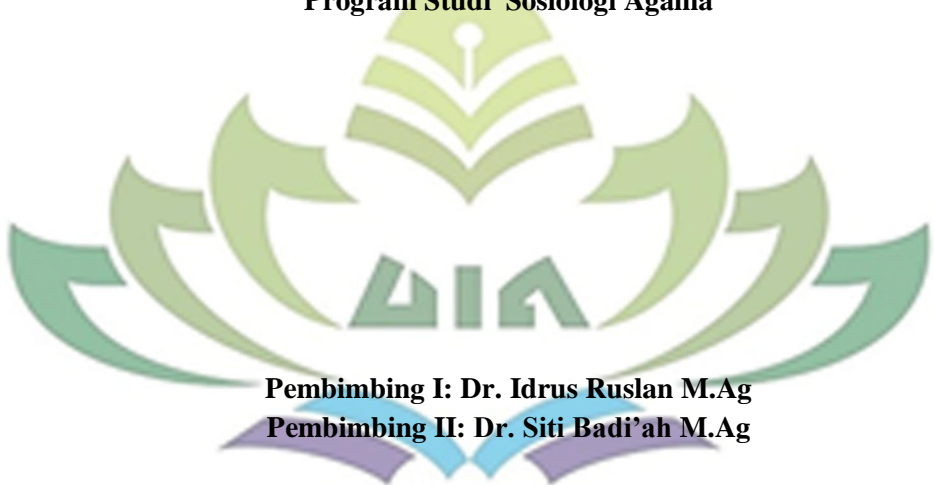 Program Studi Sosiologi Agama
UIN
Pembimbing I: Dr. Idrus Ruslan M.Ag
Pembimbing II: Dr. Siti Badi’ah M.Ag